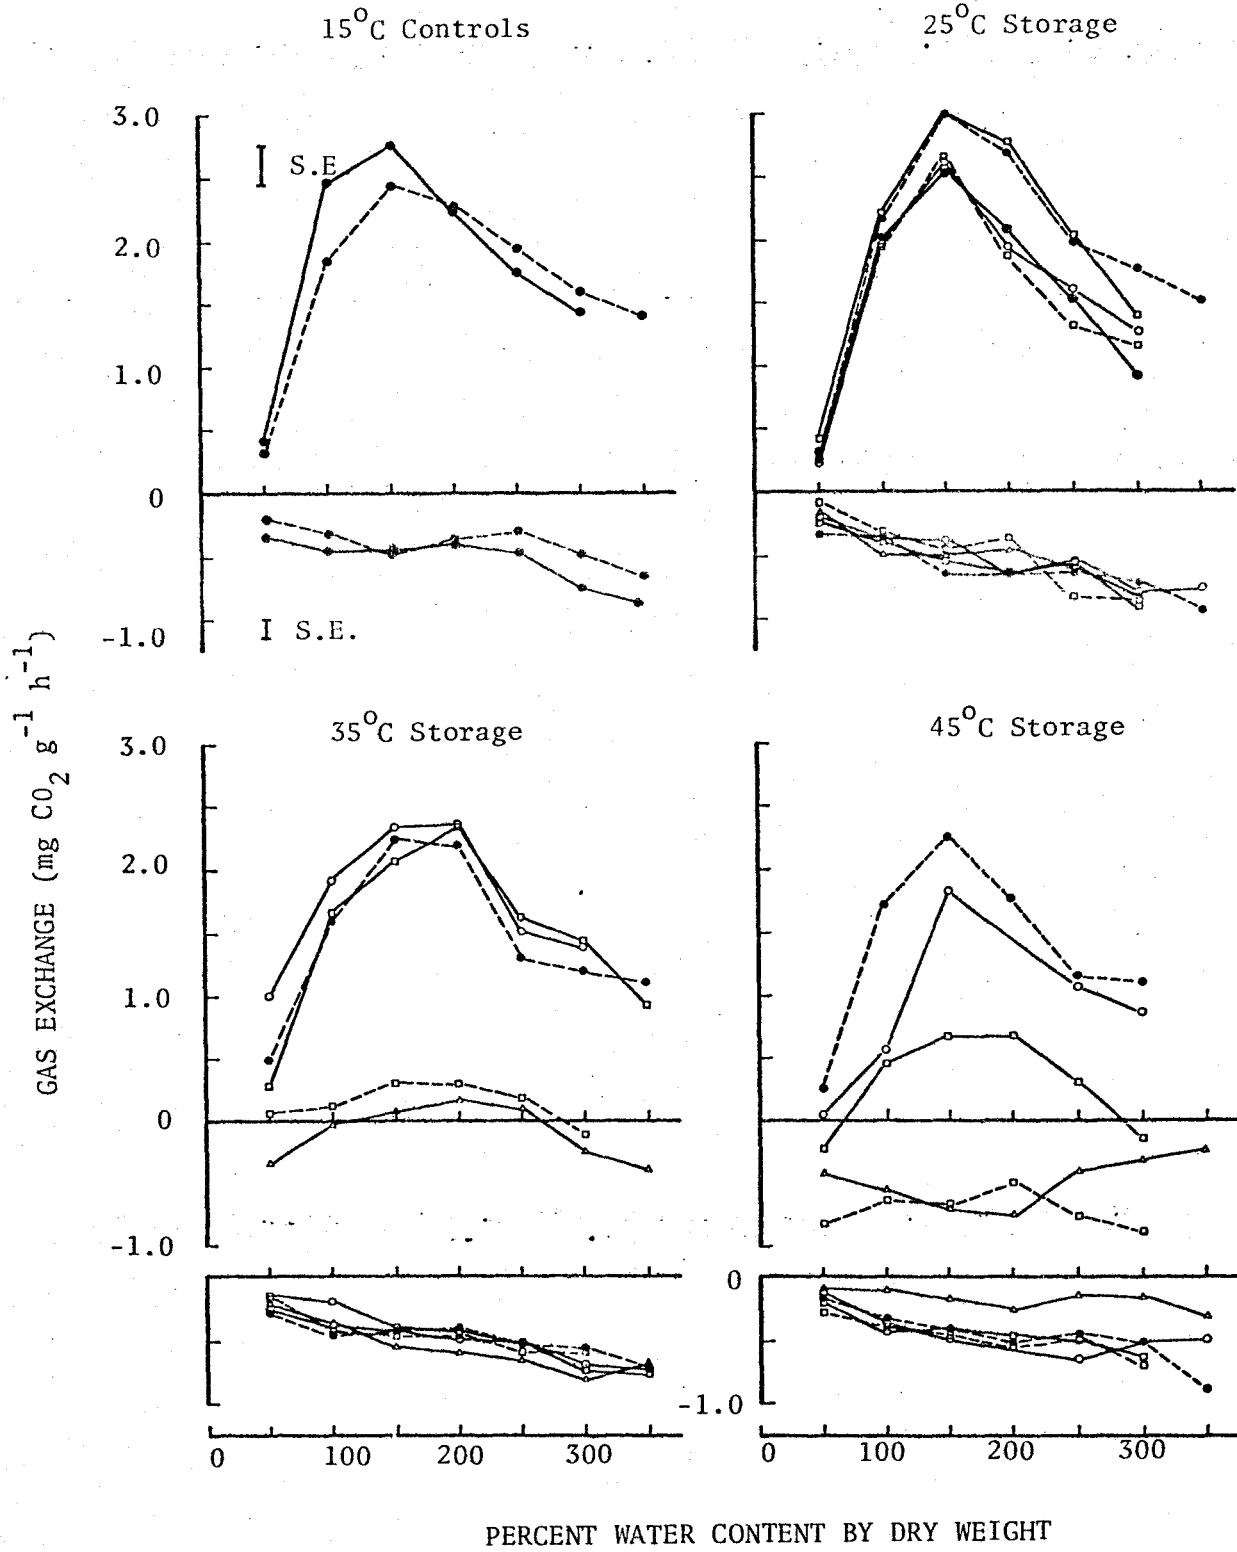 15°C Controls
25°C Storage
3.0
S.E
2.0
1.0
0
-1.0
S.E.
GAS EXCHANGE (mg CO2 g-1 h-1)
35°C Storage
45°C Storage
3.0
2.0
1.0
0
-1.0
0
-1.0
0 100 200 300
0 100 200 300
PERCENT WATER CONTENT BY DRY WEIGHT